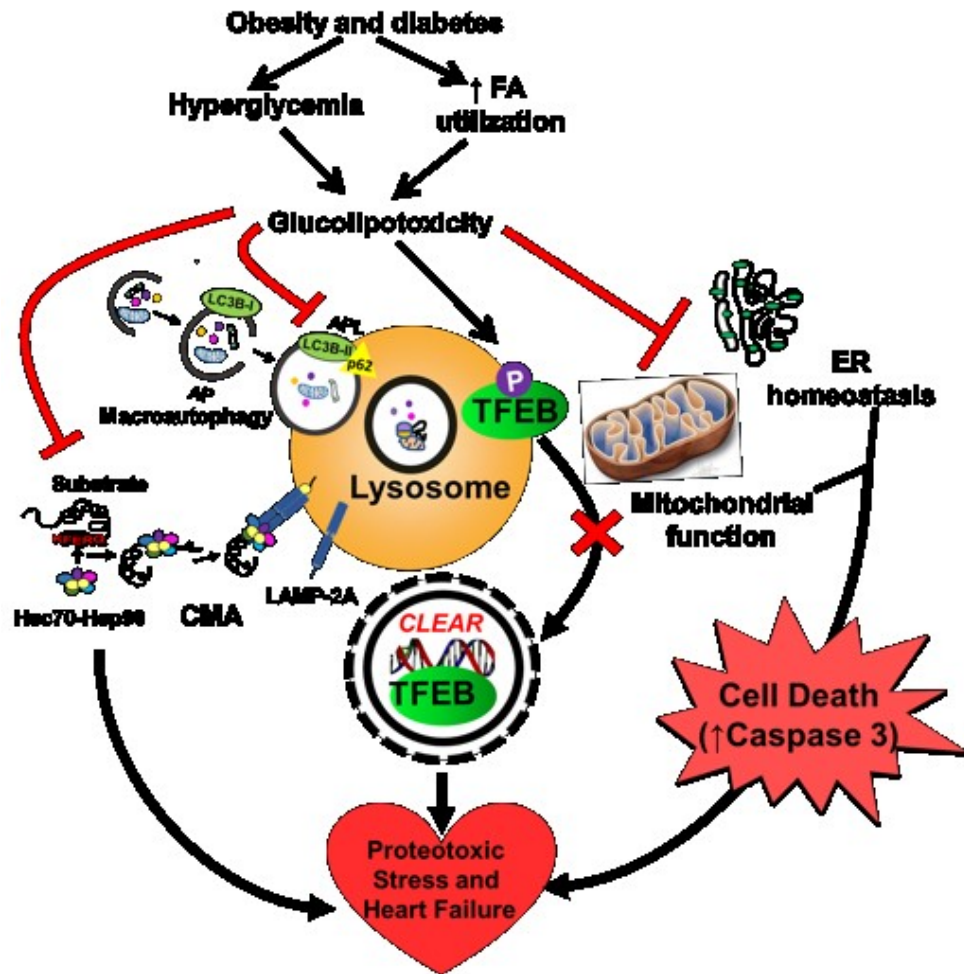 Obesity and diabetes
Hyperglycemia
↑ FA
utilization
Glucolipotoxicity
LC3B-I
APL
LC3B-II
p62
AP
Macroautophagy
P
TFEB
ER
homeostasis
Lysosome
Mitochondrial
function
Substrate
KFERQ
Hsc70-Hsp90
CMA
LAMP-2A
CLEAR
TFEB
Cell Death
(↑Caspase 3)
Proteotoxic
Stress and
Heart Failure